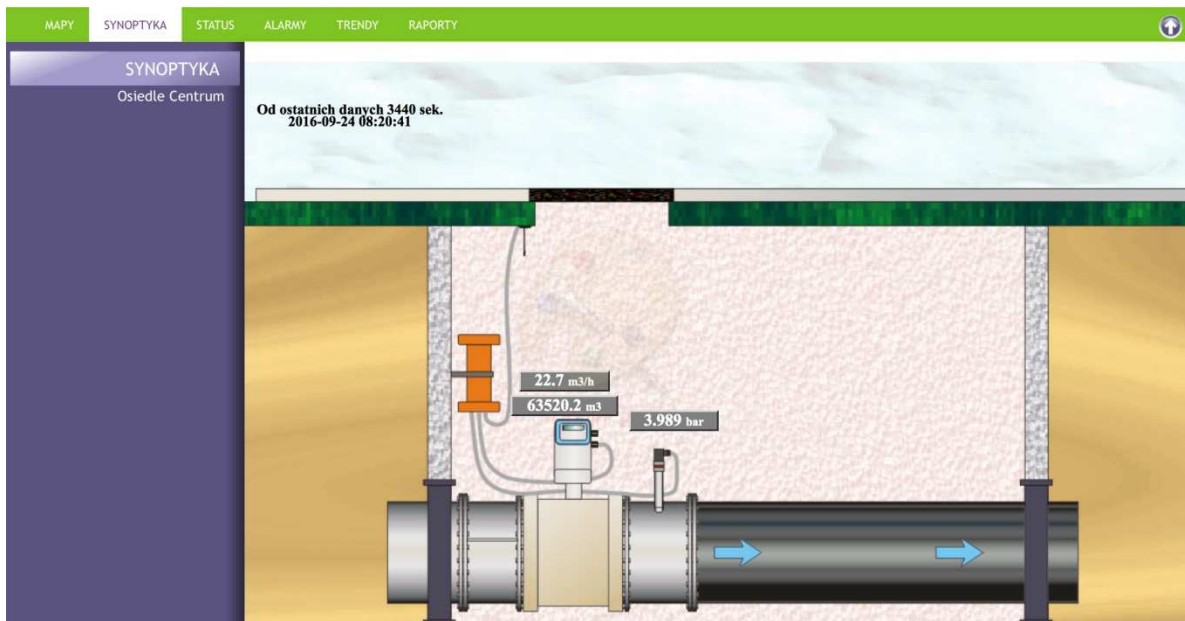 MAPY SYNOPTYKA STATUS ALARMY TRENDY RAPORTY
SYNOPTYKA
Osiedle Centrum
Od ostatnich danych 3440 sek.
2016-09-24 08:20:41
22.7 m3/h
63520.2 m3
3.989 bar